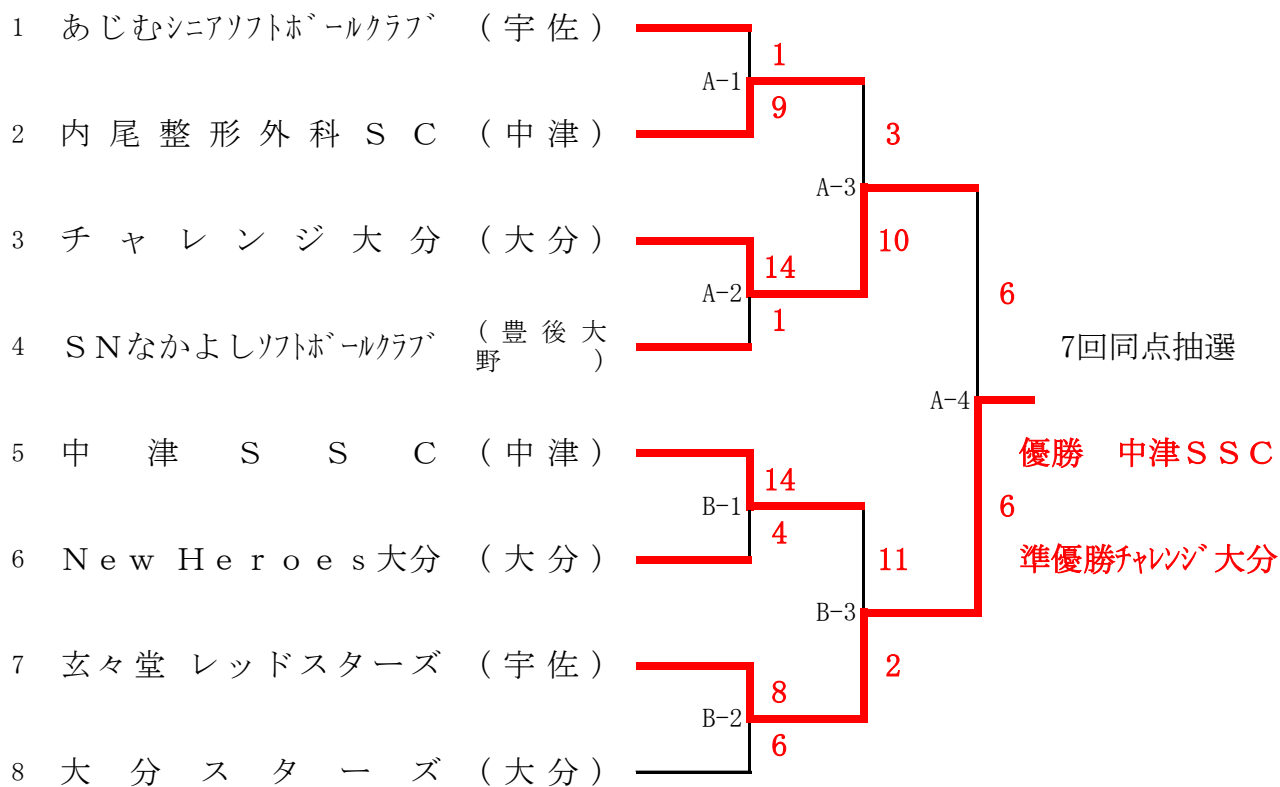 1 あじむシニアソフトボールクラブ (宇佐)
1
A-1
9
2 内尾整形外科SC (中津)
3
A-3
3 チャレンジ大分 (大分)
10
14
A-2
6
1
4 SNなかよしソフトボールクラブ (豊後大野)
7回同点抽選
A-4
5 中津SSC (中津)
優勝 中津SSC
14
B-1
6
4
6 New Heroes大分 (大分)
11
準優勝チャレンジ大分
B-3
7 玄々堂 レッドスターズ (宇佐)
2
8
B-2
6
8 大分スターズ (大分)